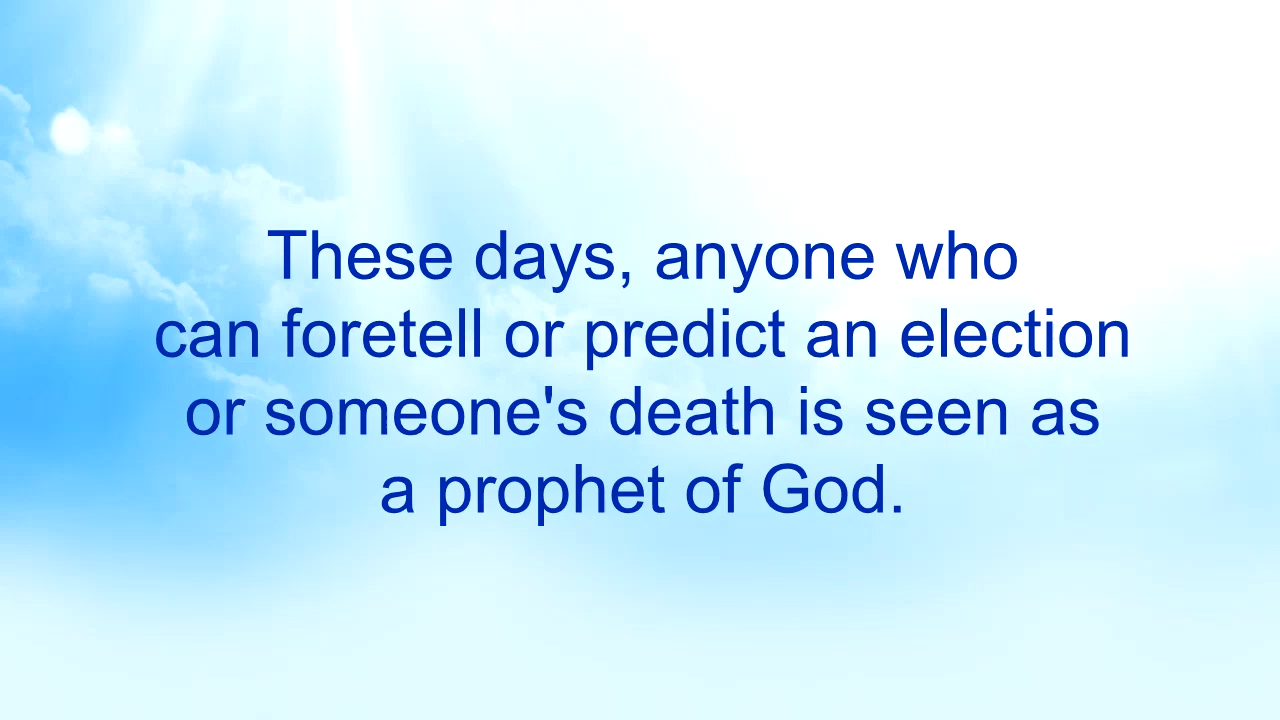 These days, anyone who
can foretell or predict an election
or someone's death is seen as
a prophet of God.